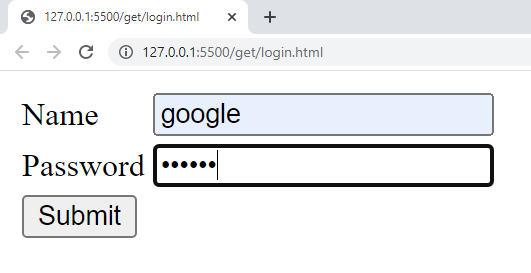 127.0.0.1:5500/get/login.html
127.0.0.1:5500/get/login.html
Name google
Password ••••••
Submit